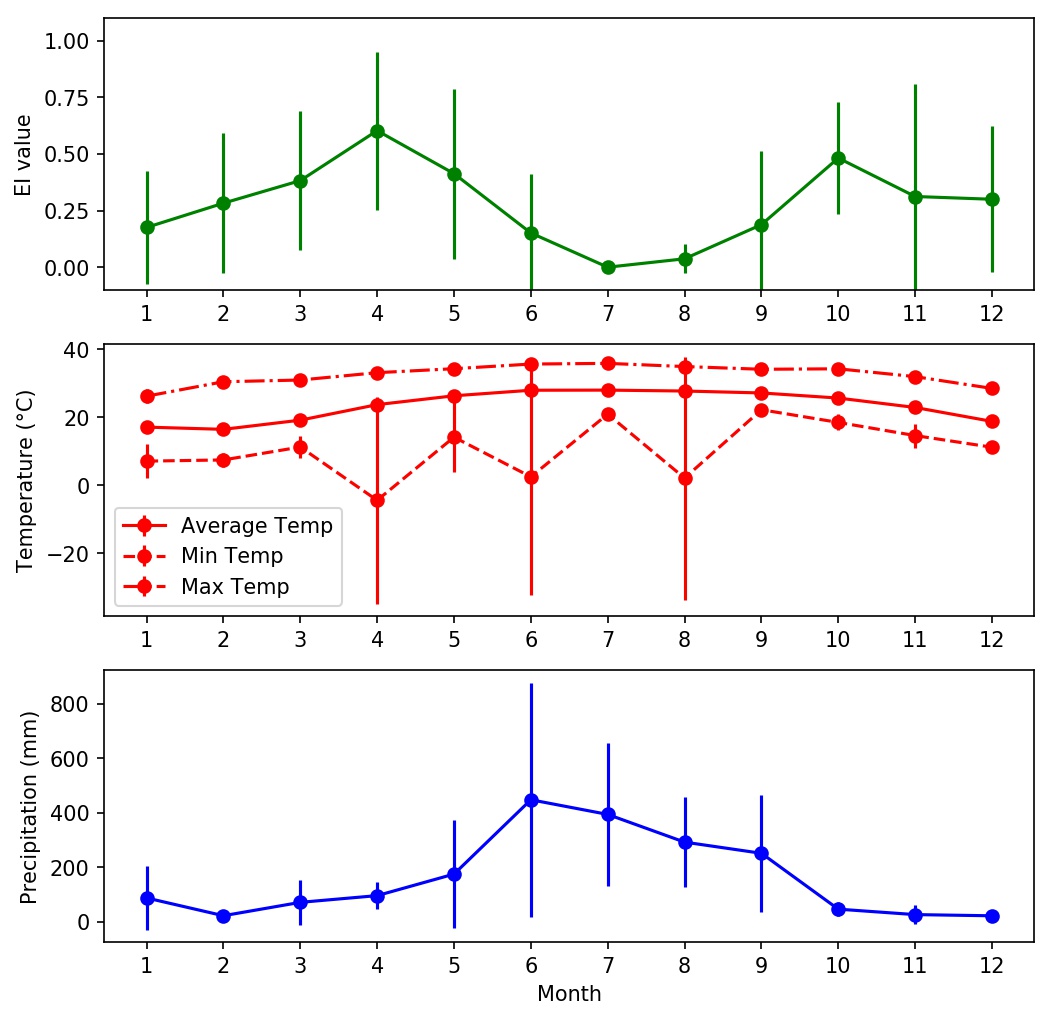 EI value
1.00
0.75
0.50
0.25
0.00
1 2 3 4 5 6 7 8 9 10 11 12
Temperature (°C)
40
20
0
−20
Average Temp
Min Temp
Max Temp
1 2 3 4 5 6 7 8 9 10 11 12
Precipitation (mm)
800
600
400
200
0
1 2 3 4 5 6 7 8 9 10 11 12
Month